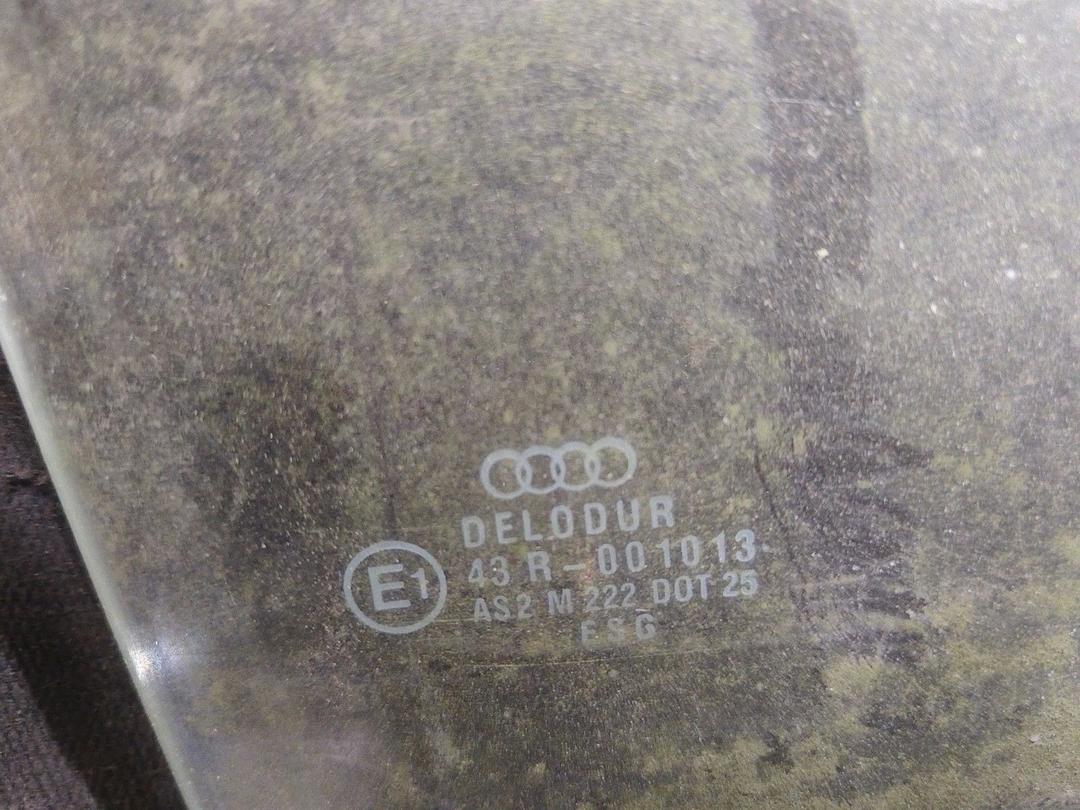 DELODUR
E1
43 R-001013
AS2 M 222 DOT 25
ESG